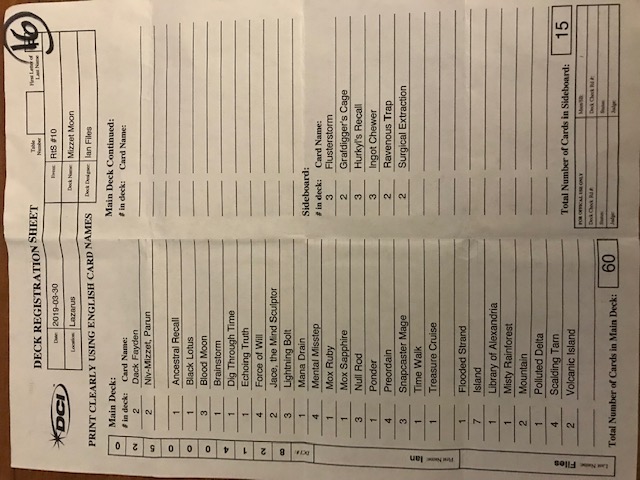 DECK REGISTRATION SHEET
DCI
Table Number
First Letter of Last Name
16
Date: 2019-03-30
Event: RtS #10
Location: Lazarus
Deck Name: Mizzet Moon
Deck Designer: Ian Files
PRINT CLEARLY USING ENGLISH CARD NAMES
Main Deck:
# in deck: Card Name:
2 Dack Fayden
2 Niv-Mizzet, Parun
1 Ancestral Recall
1 Black Lotus
3 Blood Moon
1 Brainstorm
1 Dig Through Time
1 Echoing Truth
4 Force of Will
2 Jace, the Mind Sculptor
3 Lightning Bolt
1 Mana Drain
4 Mental Misstep
1 Mox Ruby
1 Mox Sapphire
3 Null Rod
1 Ponder
4 Preordain
3 Snapcaster Mage
1 Time Walk
1 Treasure Cruise
1 Flooded Strand
7 Island
1 Library of Alexandria
1 Misty Rainforest
2 Mountain
1 Polluted Delta
4 Scalding Tarn
2 Volcanic Island
Total Number of Cards in Main Deck: 60
Main Deck Continued:
# in deck: Card Name:
Sideboard:
# in deck: Card Name:
3 Flusterstorm
2 Grafdigger's Cage
3 Hurkyl's Recall
3 Ingot Chewer
2 Ravenous Trap
2 Surgical Extraction
Total Number of Cards in Sideboard: 15
FOR OFFICIAL USE ONLY
Deck Check Rd #:
Status:
Judge:
Main/SB:
Deck Check Rd #:
Status:
Judge:
DCI #: 8 2 1 4 0 0 0 5 2 0
First Name: Ian
Last Name: Files